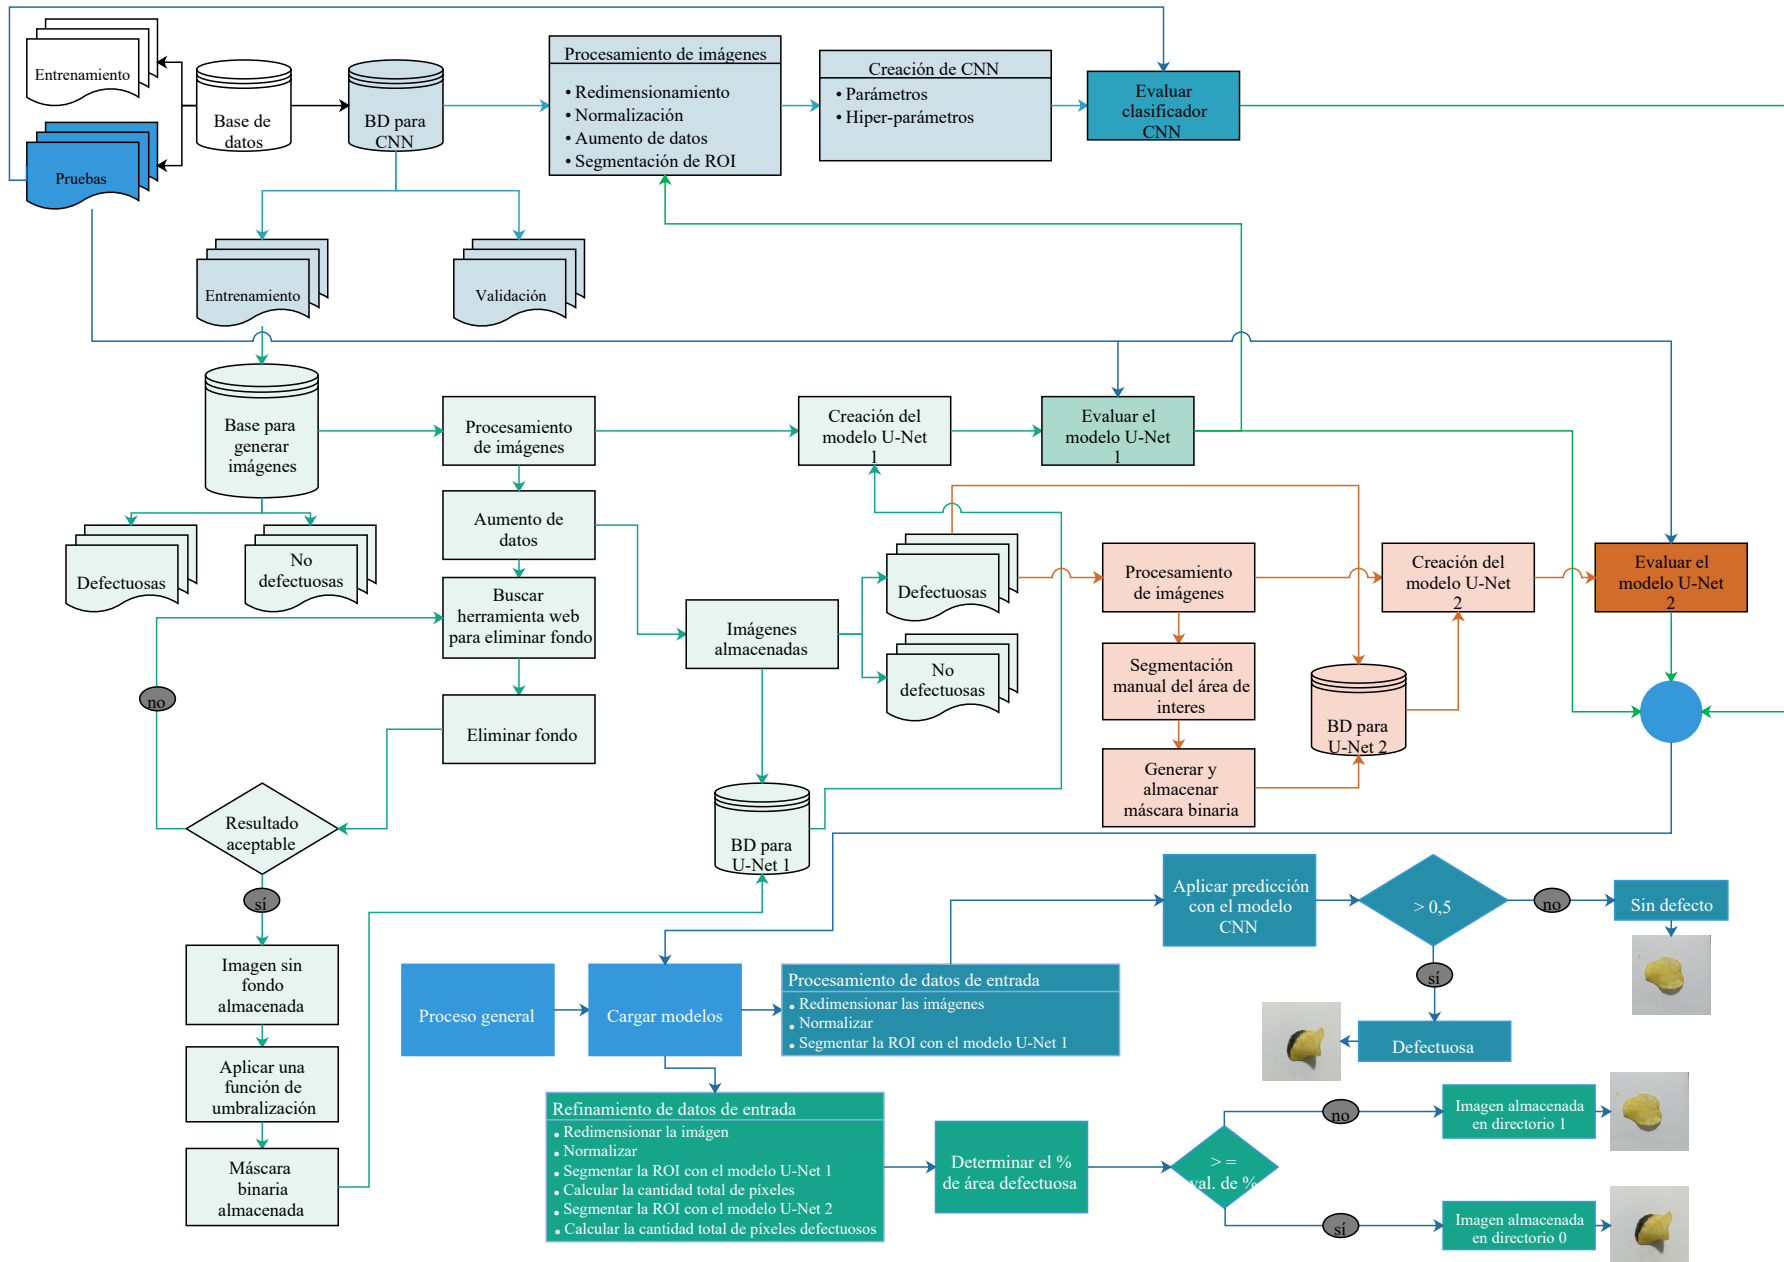 Entrenamiento
Pruebas
Base de
datos
BD para
CNN
Procesamiento de imágenes
• Redimensionamiento
• Normalización
• Aumento de datos
• Segmentación de ROI
Creación de CNN
• Parámetros
• Hiper-parámetros
Evaluar
clasificador
CNN
Entrenamiento
Validación
Base para
generar
imágenes
Procesamiento
de imágenes
Creación del
modelo U-Net
1
Evaluar el
modelo U-Net
1
Defectuosas
No
defectuosas
Aumento de
datos
Buscar
herramienta web
para eliminar fondo
Eliminar fondo
no
Resultado
aceptable
sí
Imagen sin
fondo
almacenada
Aplicar una
función de
umbralización
Máscara
binaria
almacenada
Imágenes
almacenadas
Defectuosas
No
defectuosas
BD para
U-Net 1
Procesamiento
de imágenes
Segmentación
manual del área de
interes
Generar y
almacenar
máscara binaria
BD para
U-Net 2
Creación del
modelo U-Net
2
Evaluar el
modelo U-Net
2
Proceso general
Cargar modelos
Procesamiento de datos de entrada
• Redimensionar las imágenes
• Normalizar
• Segmentar la ROI con el modelo U-Net 1
Aplicar predicción
con el modelo
CNN
> 0,5
no
Sin defecto
sí
Defectuosa
Refinamiento de datos de entrada
• Redimensionar la imágen
• Normalizar
• Segmentar la ROI con el modelo U-Net 1
• Calcular la cantidad total de píxeles
• Segmentar la ROI con el modelo U-Net 2
• Calcular la cantidad total de píxeles defectuosos
Determinar el %
de área defectuosa
> =
val. de %
no
Imagen almacenada
en directorio 1
sí
Imagen almacenada
en directorio 0